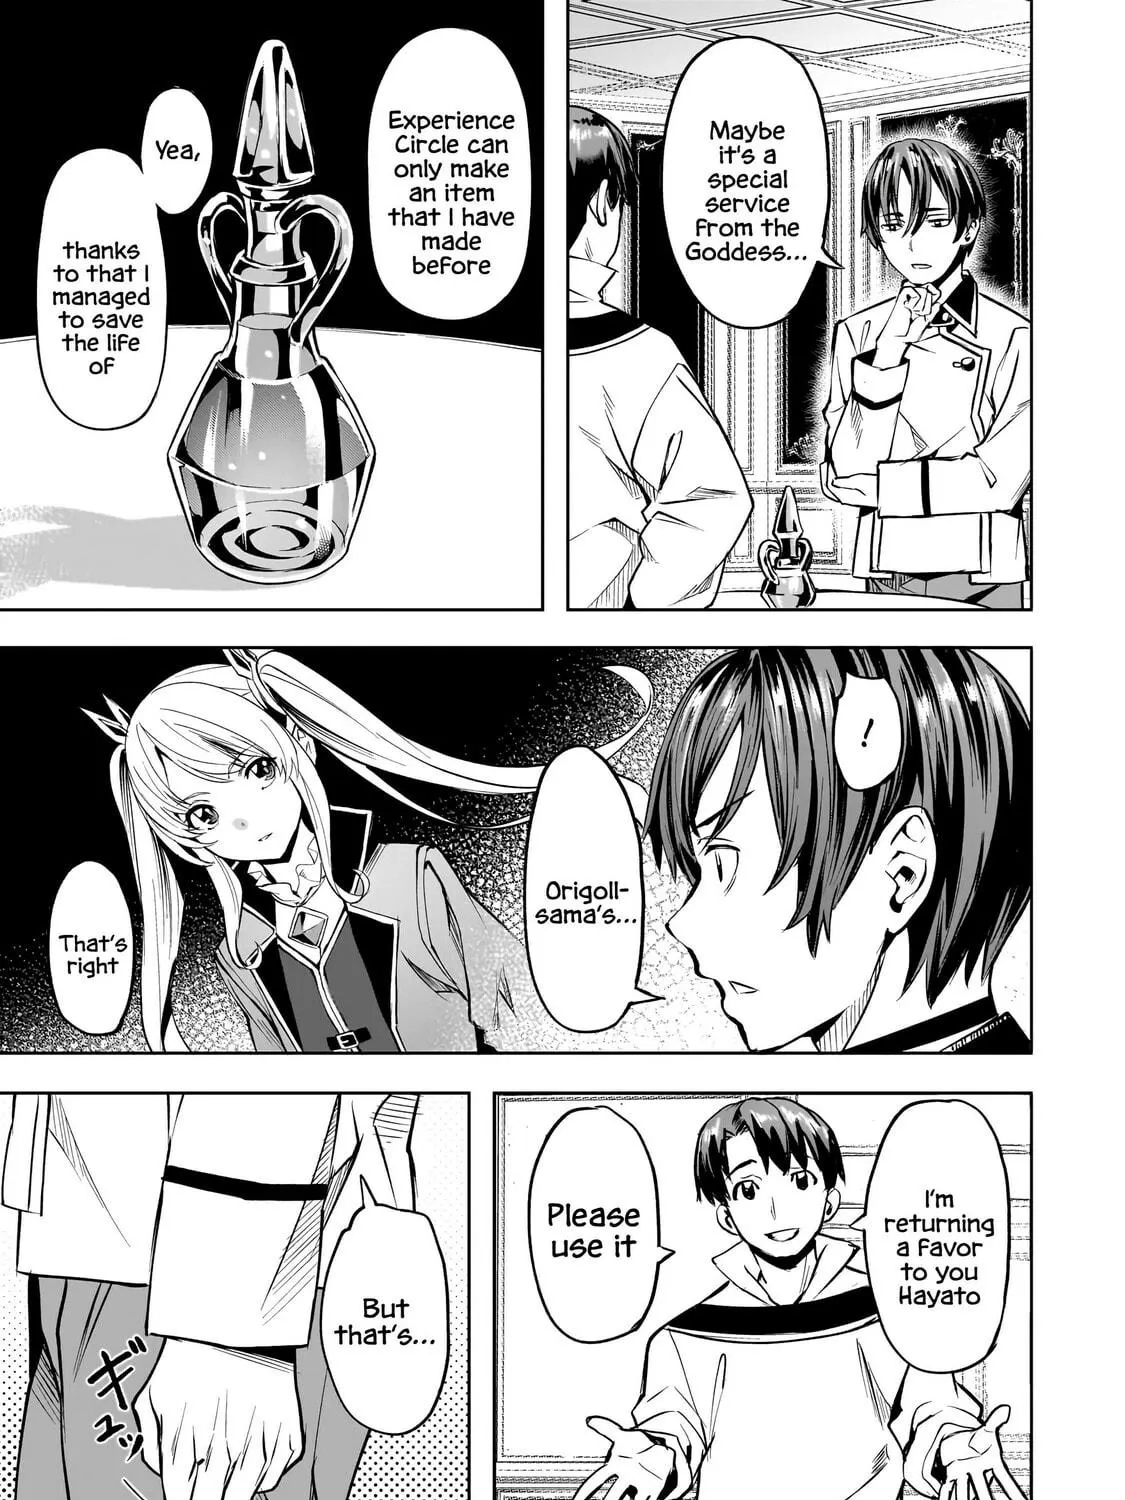 Maybe
it's a
special
service
from the
Goddess...
Experience
Circle can
only make
an item
that I have
made
before
Yea,
thanks
to that I
managed
to save
the life
of
!
Origoll-
sama's...
That's
right
I'm
returning
a favor
to you
Hayato
Please
use it
But
that's...
ギュッ